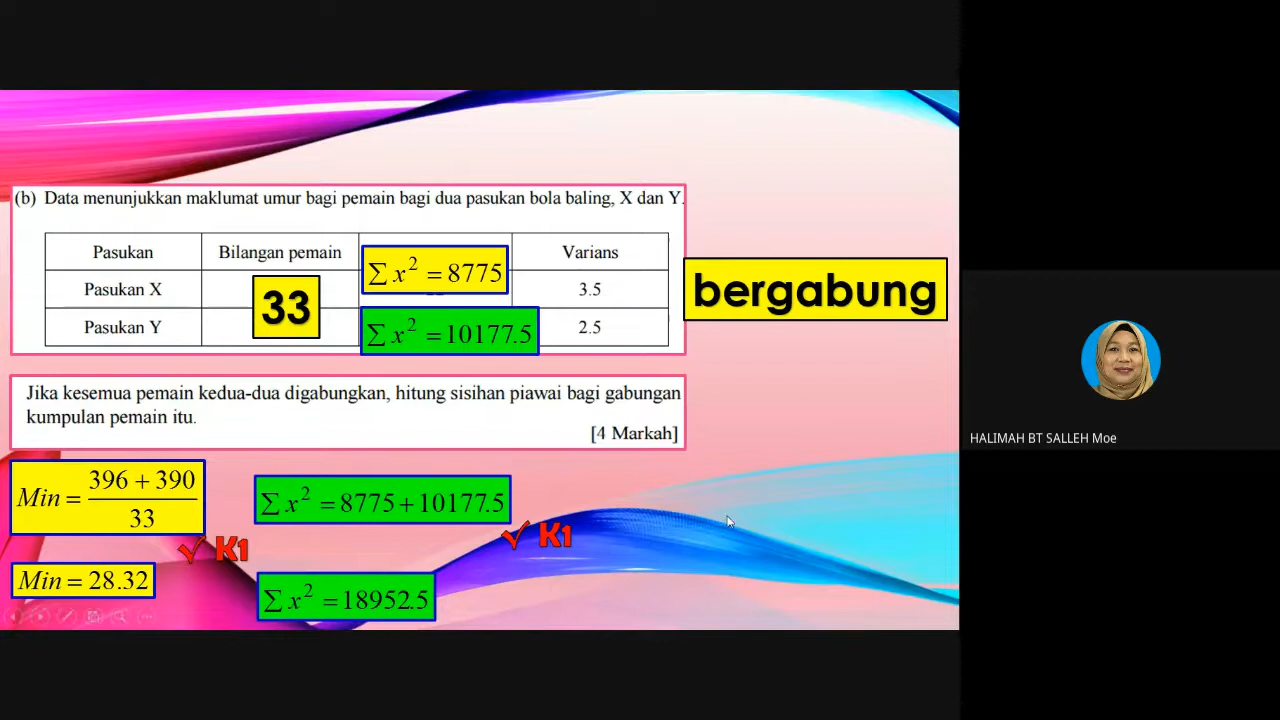 (b) Data menunjukkan maklumat umur bagi pemain bagi dua pasukan bola baling, X dan Y.
Pasukan Bilangan pemain Varians
∑ x² = 8775
Pasukan X 3.5
33
bergabung
Pasukan Y 2.5
∑ x² = 10177.5
Jika kesemua pemain kedua-dua digabungkan, hitung sisihan piawai bagi gabungan
kumpulan pemain itu.
[4 Markah]
Min = (396 + 390)/33
√ K1
Min = 28.32
∑ x² = 8775 + 10177.5
√ K1
∑ x² = 18952.5
HALIMAH BT SALLEH Moe